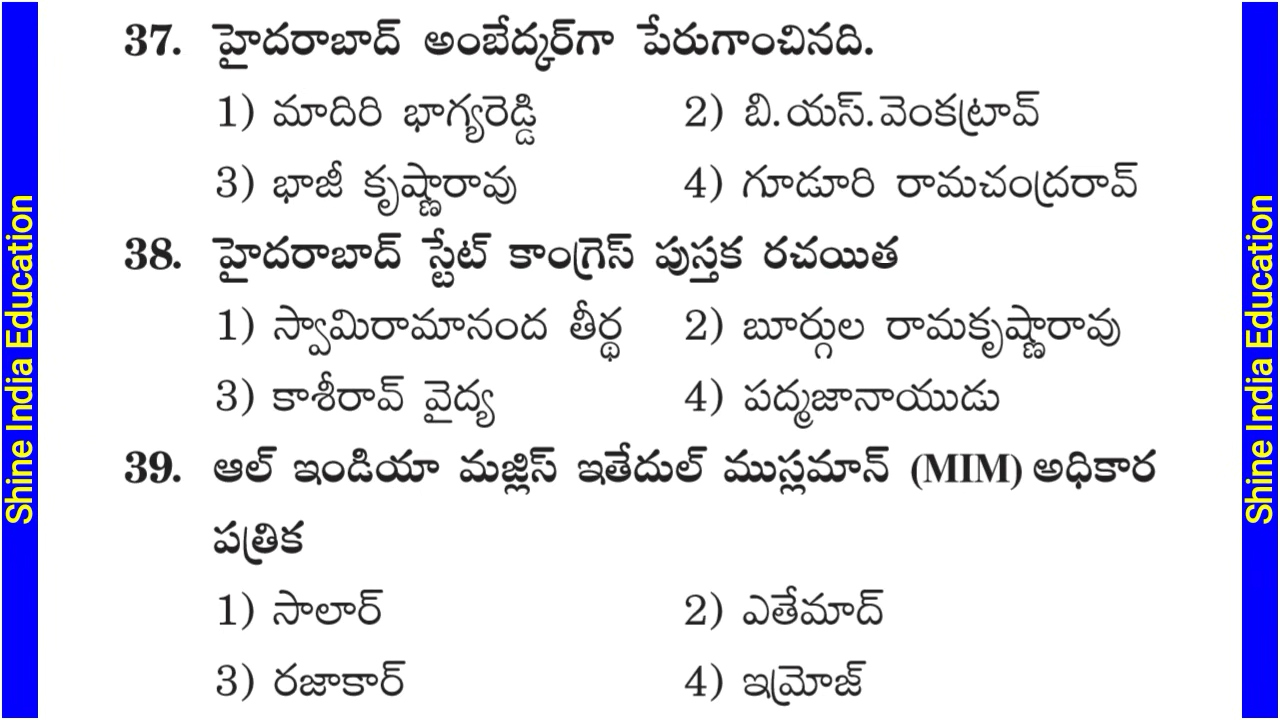 Shine India Education
37. హైదరాబాద్ అంబేద్కర్‌గా పేరుగాంచినది.
1) మాదిరి భాగ్యరెడ్డి 2) బి.యస్.వెంకట్రావ్
3) భాజీ కృష్ణారావు 4) గూడూరి రామచంద్రరావ్
38. హైదరాబాద్ స్టేట్ కాంగ్రెస్ పుస్తక రచయిత
1) స్వామిరామానంద తీర్థ 2) బూర్గుల రామకృష్ణారావు
3) కాశీరావ్ వైద్య 4) పద్మజానాయుడు
39. ఆల్ ఇండియా మజ్లిస్ ఇతేదుల్ ముస్లమాన్ (MIM) అధికార
పత్రిక
1) సాలార్ 2) ఎతేమాద్
3) రజాకార్ 4) ఇమ్రోజ్
Shine India Education